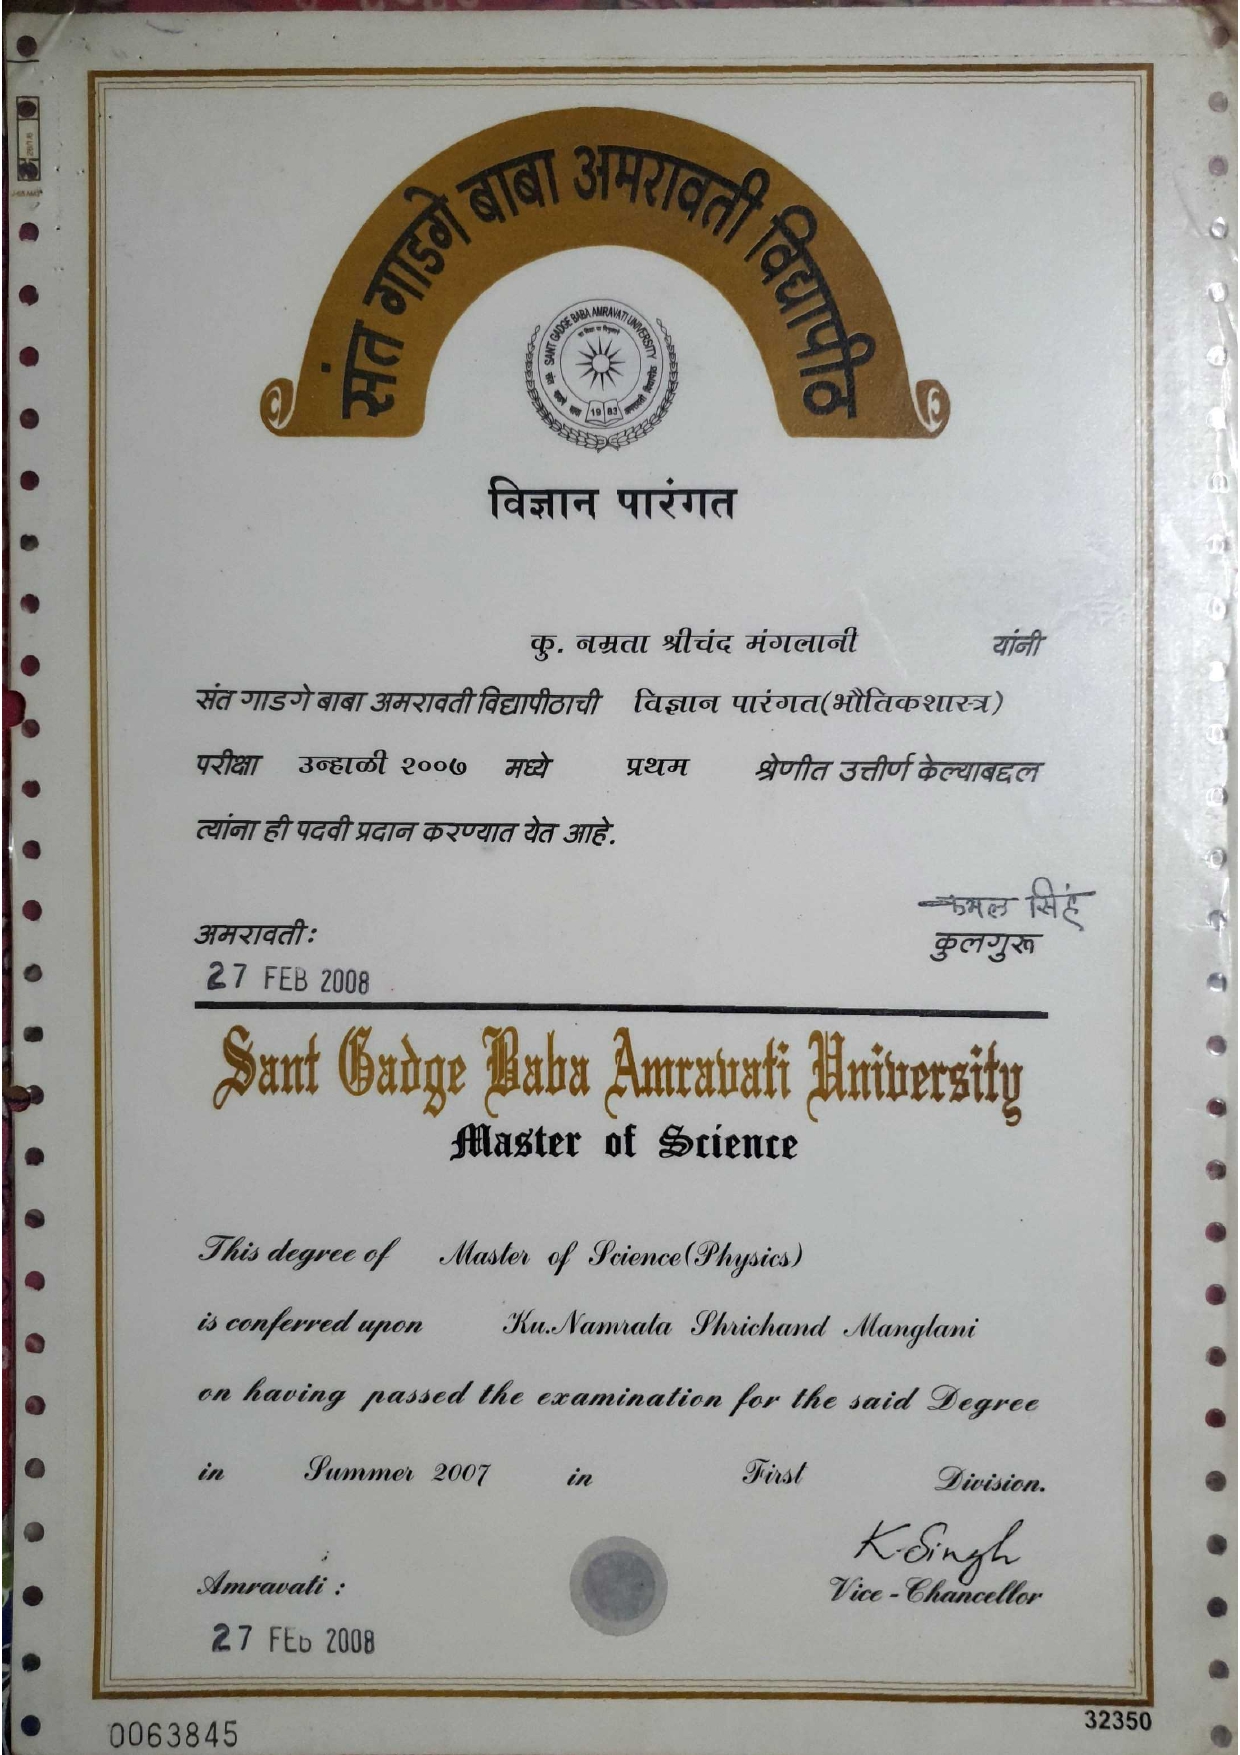 संत गाडगे बाबा अमरावती विद्यापीठ
SANT GADGE BABA AMRAVATI UNIVERSITY
1983
विज्ञान पारंगत
कु. नम्रता श्रीचंद मंगलानी यांनी
संत गाडगे बाबा अमरावती विद्यापीठाची विज्ञान पारंगत(भौतिकशास्त्र)
परीक्षा उन्हाळी २००७ मध्ये प्रथम श्रेणीत उत्तीर्ण केल्याबद्दल
त्यांना ही पदवी प्रदान करण्यात येत आहे.
कमल सिंह
अमरावती: कुलगुरू
27 FEB 2008
Sant Gadge Baba Amravati University
Master of Science
This degree of Master of Science(Physics)
is conferred upon Ku.Namrata Shrichand Manglani
on having passed the examination for the said Degree
in Summer 2007 in First Division.
K. Singh
Amravati : Vice - Chancellor
27 FEB 2008
0063845 32350